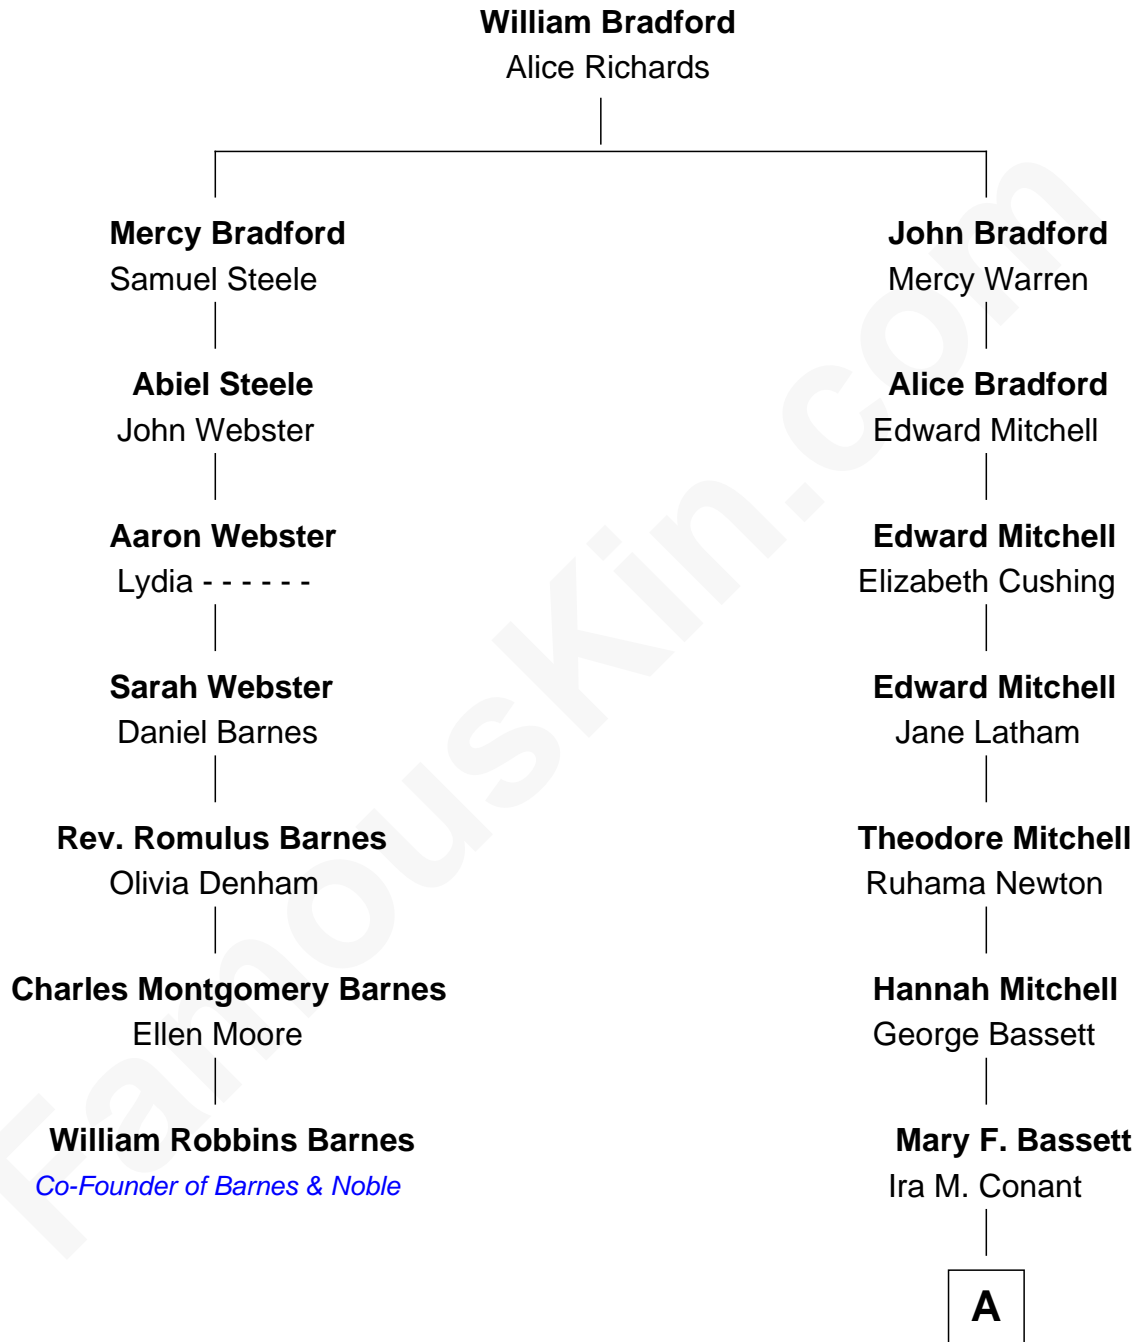 William Bradford
Alice Richards
Mercy Bradford
Samuel Steele
John Bradford
Mercy Warren
Abiel Steele
John Webster
Alice Bradford
Edward Mitchell
Aaron Webster
Lydia - - - - - -
Edward Mitchell
Elizabeth Cushing
Sarah Webster
Daniel Barnes
Edward Mitchell
Jane Latham
Rev. Romulus Barnes
Olivia Denham
Theodore Mitchell
Ruhama Newton
Charles Montgomery Barnes
Ellen Moore
Hannah Mitchell
George Bassett
William Robbins Barnes
Co-Founder of Barnes & Noble
Mary F. Bassett
Ira M. Conant
A
FamousKin.com